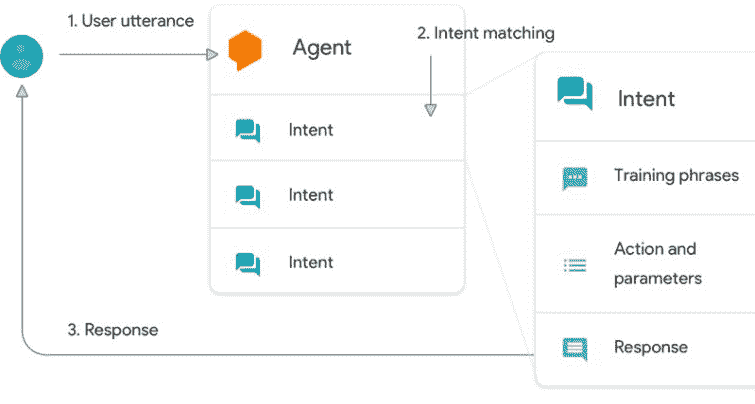 1. User utterance
Agent
2. Intent matching
Intent
Intent
Intent
Intent
Training phrases
Action and
parameters
Response
3. Response